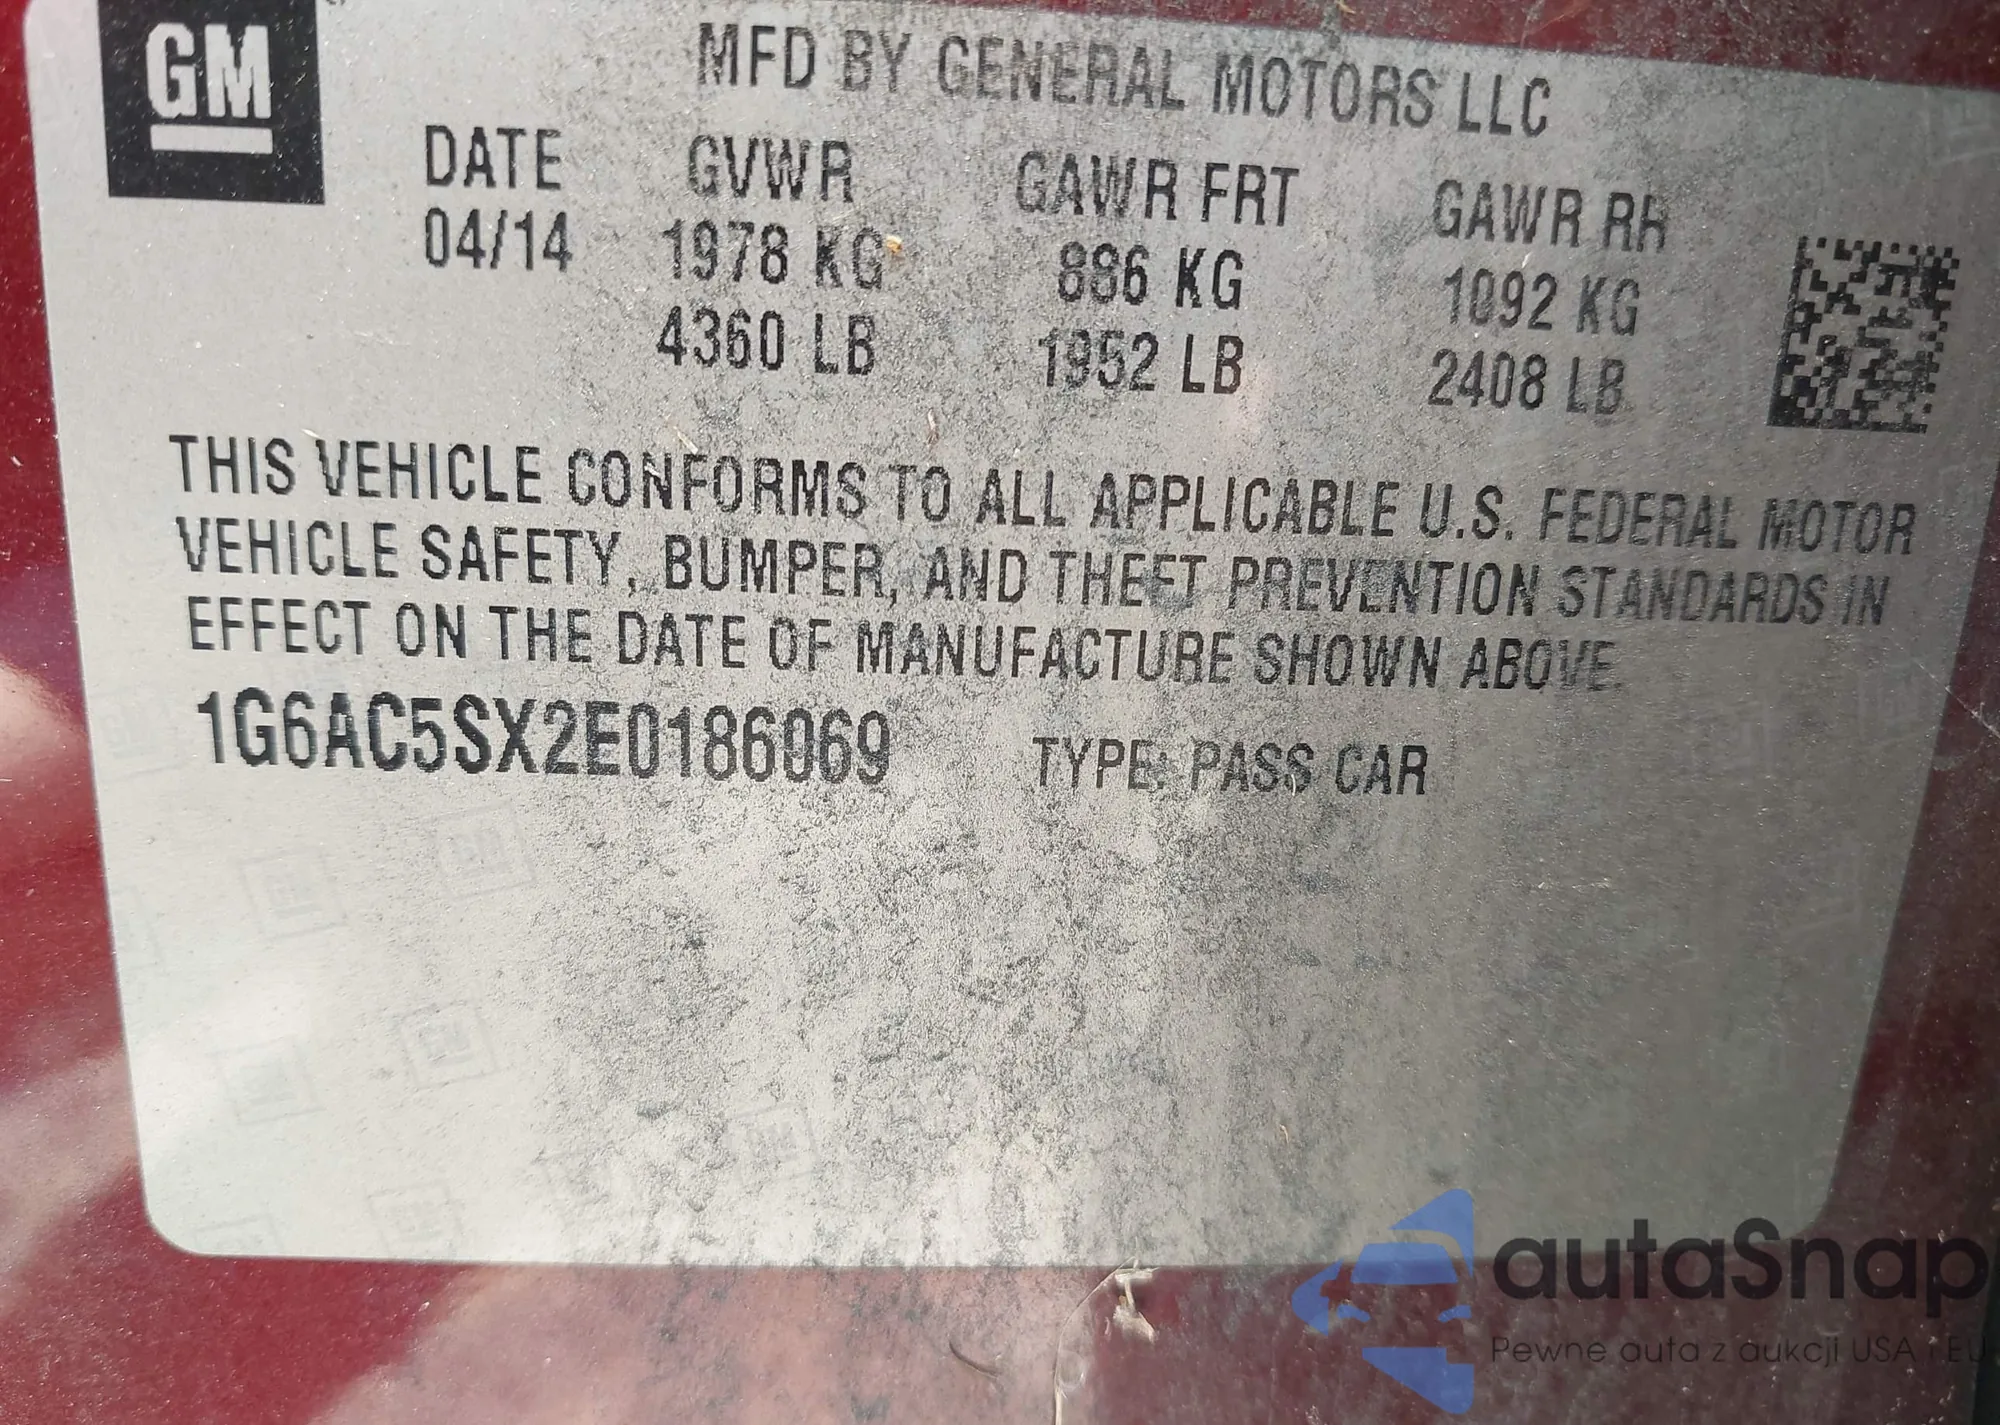 GM
MFD BY GENERAL MOTORS LLC
DATE GVWR GAWR FRT GAWR RR
04/14 1978 KG 886 KG 1092 KG
4360 LB 1952 LB 2408 LB
THIS VEHICLE CONFORMS TO ALL APPLICABLE U.S. FEDERAL MOTOR
VEHICLE SAFETY, BUMPER, AND THEFT PREVENTION STANDARDS IN
EFFECT ON THE DATE OF MANUFACTURE SHOWN ABOVE.
1G6AC5SX2E0186069 TYPE: PASS CAR
autaSnap
Pewne auta z aukcji USA i EU